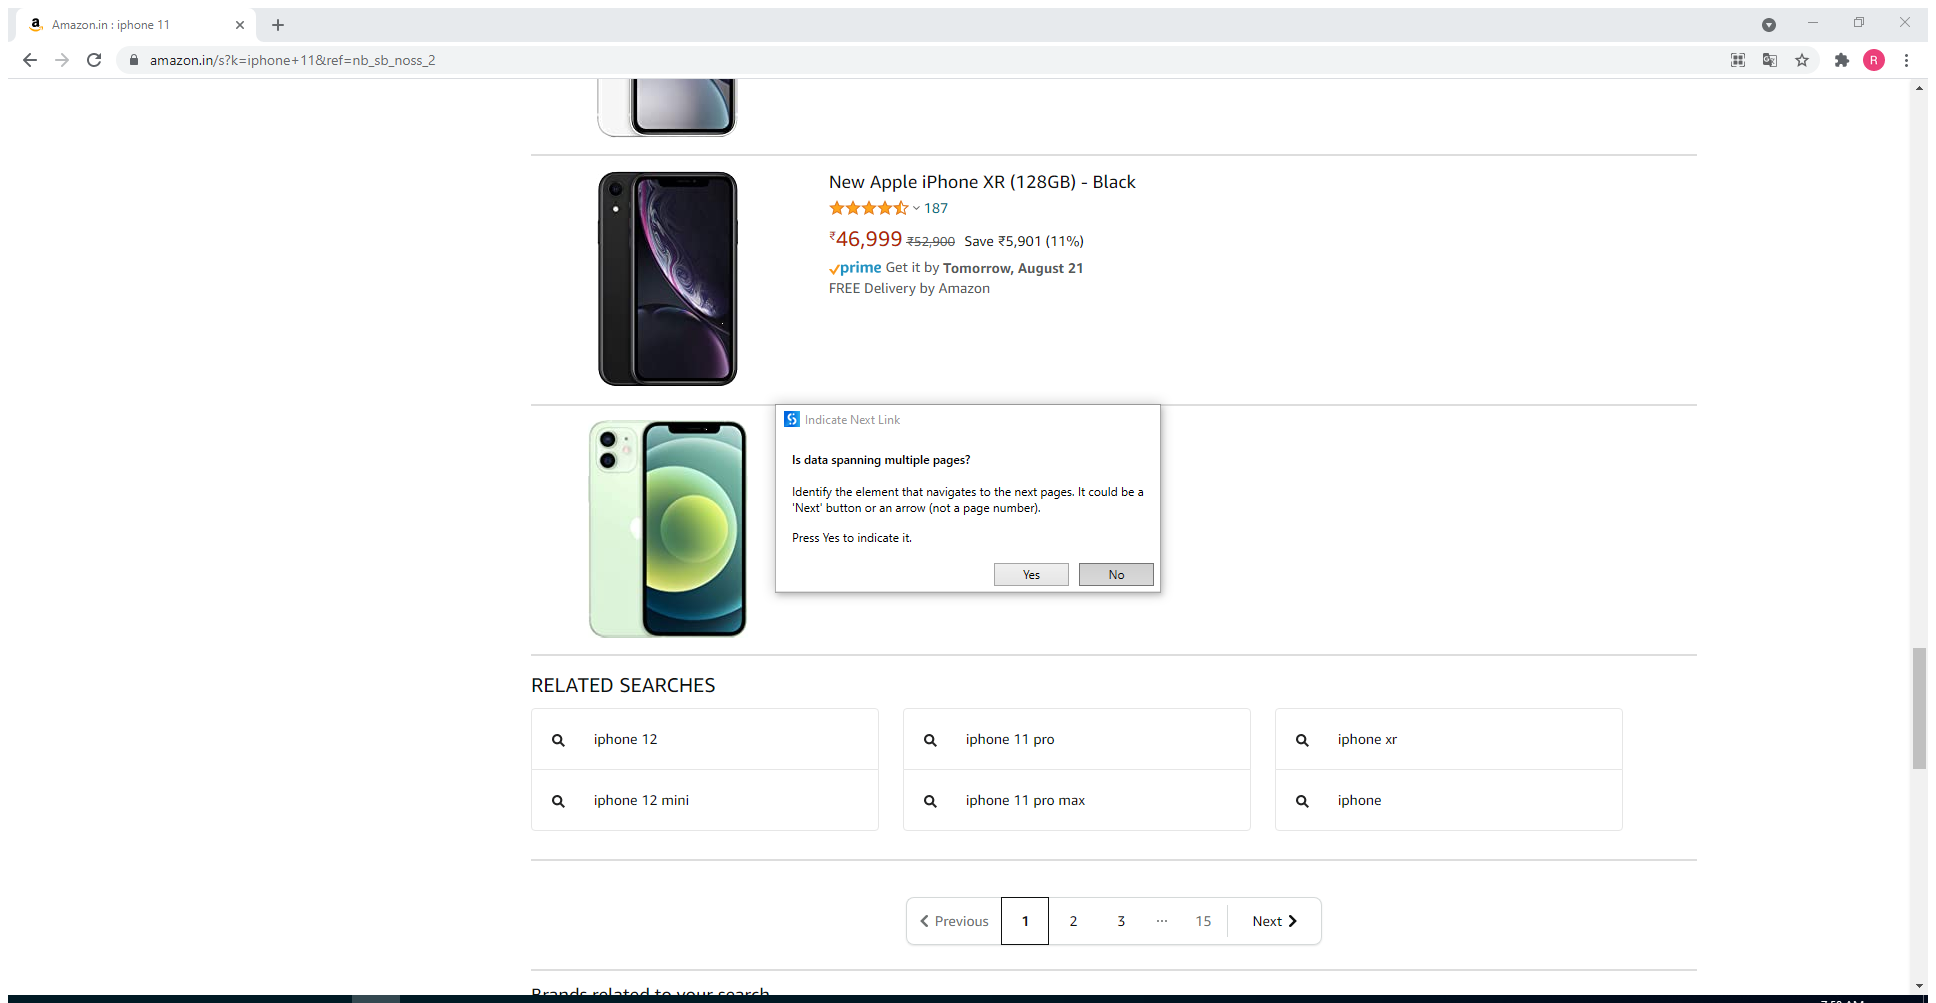 Amazon.in : iphone 11
amazon.in/s?k=iphone+11&ref=nb_sb_noss_2
R
New Apple iPhone XR (128GB) - Black
187
₹46,999 ₹52,900 Save ₹5,901 (11%)
prime Get it by Tomorrow, August 21
FREE Delivery by Amazon
Indicate Next Link
Is data spanning multiple pages?
Identify the element that navigates to the next pages. It could be a
'Next' button or an arrow (not a page number).
Press Yes to indicate it.
Yes No
RELATED SEARCHES
iphone 12 iphone 11 pro iphone xr
iphone 12 mini iphone 11 pro max iphone
Previous 1 2 3 ... 15 Next
Brands related to your search